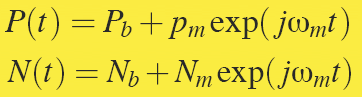 P(t) = P_b + p_m exp(jω_m t)
N(t) = N_b + N_m exp(jω_m t)